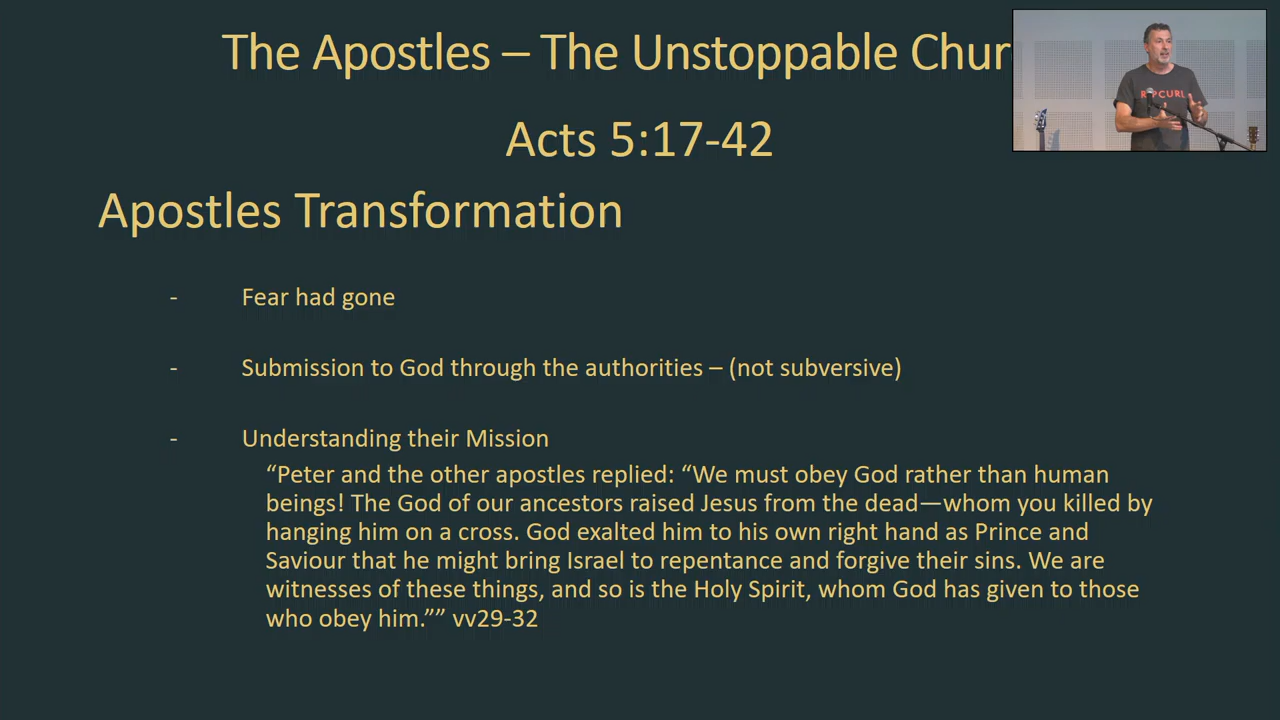 The Apostles – The Unstoppable Chur
Acts 5:17-42
Apostles Transformation
- Fear had gone
- Submission to God through the authorities – (not subversive)
- Understanding their Mission
“Peter and the other apostles replied: “We must obey God rather than human
beings! The God of our ancestors raised Jesus from the dead—whom you killed by
hanging him on a cross. God exalted him to his own right hand as Prince and
Saviour that he might bring Israel to repentance and forgive their sins. We are
witnesses of these things, and so is the Holy Spirit, whom God has given to those
who obey him.”” vv29-32
RIPCURL